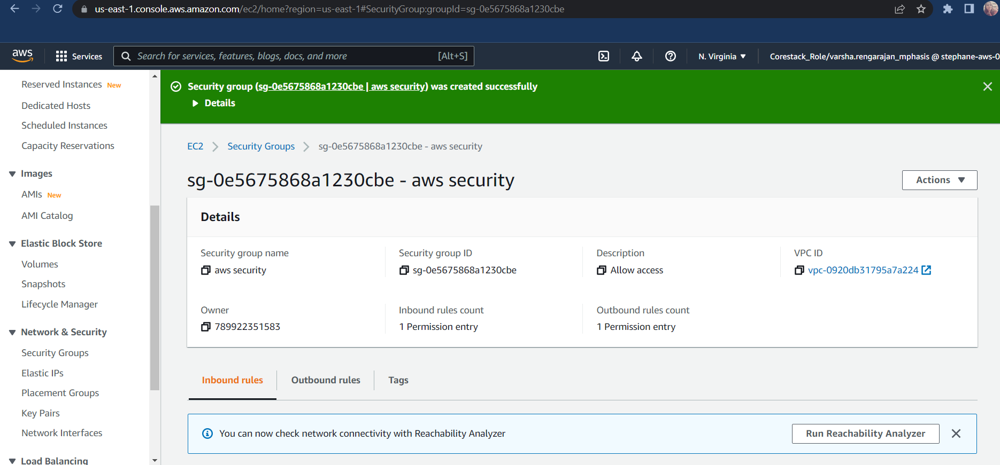 us-east-1.console.aws.amazon.com/ec2/home?region=us-east-1#SecurityGroup:groupId=sg-0e5675868a1230cbe
aws
Services
Search for services, features, blogs, docs, and more
[Alt+S]
N. Virginia
Corestack_Role/varsha.rengarajan_mphasis @ stephane-aws-0
Reserved Instances New
Dedicated Hosts
Scheduled Instances
Capacity Reservations
Images
AMIs New
AMI Catalog
Elastic Block Store
Volumes
Snapshots
Lifecycle Manager
Network & Security
Security Groups
Elastic IPs
Placement Groups
Key Pairs
Network Interfaces
Load Balancing
Security group (sg-0e5675868a1230cbe | aws security) was created successfully
Details
EC2
Security Groups
sg-0e5675868a1230cbe - aws security
sg-0e5675868a1230cbe - aws security
Actions
Details
Security group name
aws security
Security group ID
sg-0e5675868a1230cbe
Description
Allow access
VPC ID
vpc-0920db31795a7a224
Owner
789922351583
Inbound rules count
1 Permission entry
Outbound rules count
1 Permission entry
Inbound rules
Outbound rules
Tags
You can now check network connectivity with Reachability Analyzer
Run Reachability Analyzer